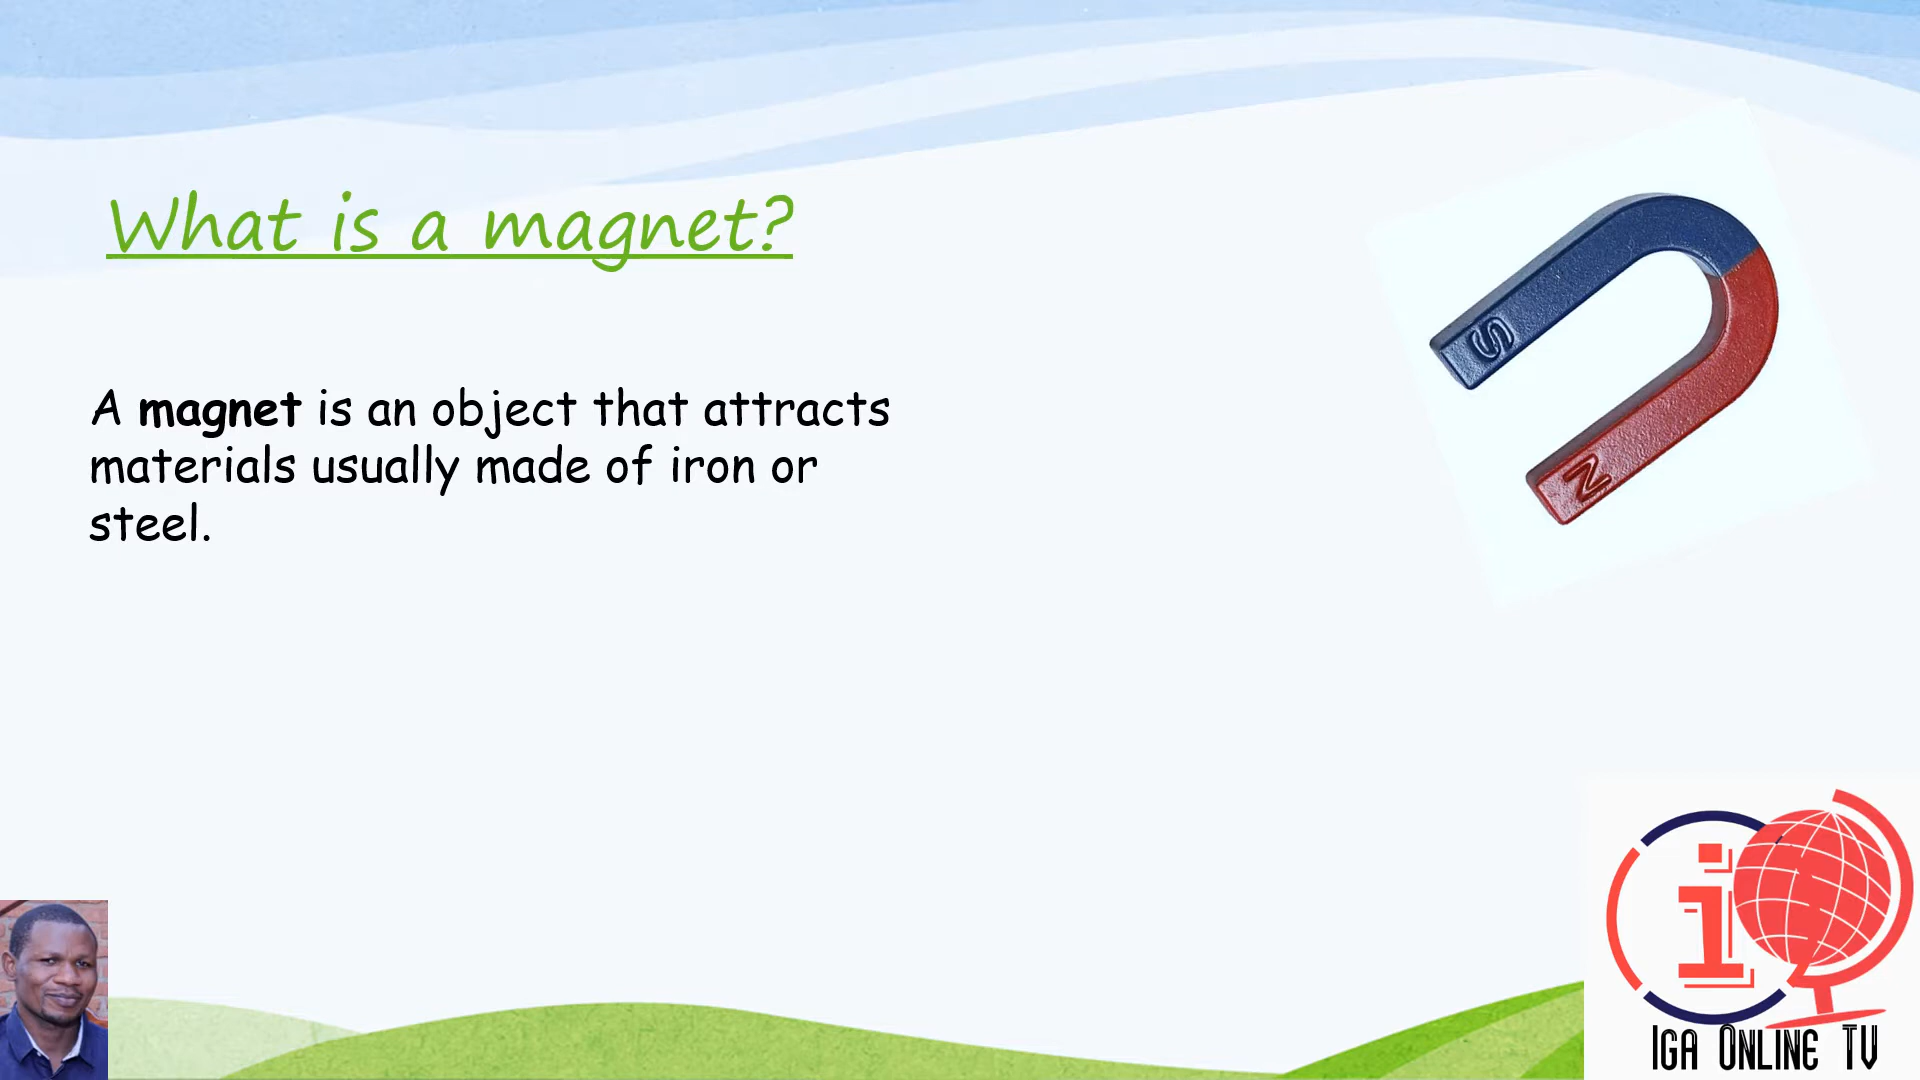 What is a magnet?
A magnet is an object that attracts
materials usually made of iron or
steel.
S
N
i
IGA ONLINE TV